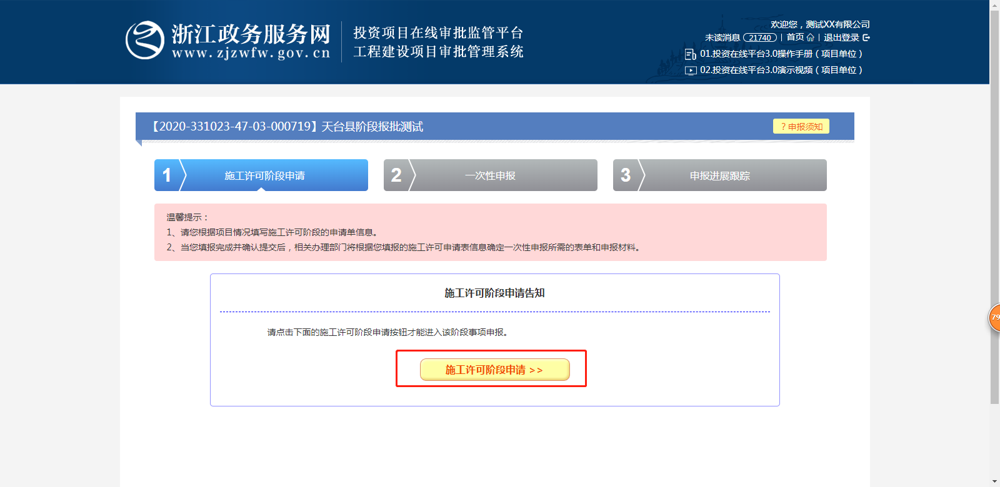 浙江政务服务网
www.zjzwfw.gov.cn
投资项目在线审批监管平台
工程建设项目审批管理系统
欢迎您，测试XX有限公司
未读消息 21740 | 首页 | 退出登录
01.投资在线平台3.0操作手册（项目单位）
02.投资在线平台3.0演示视频（项目单位）
【2020-331023-47-03-000719】天台县阶段报批测试
？申报须知
1 施工许可阶段申请
2 一次性申报
3 申报进展跟踪
温馨提示：
1、请您根据项目情况填写施工许可阶段的申请单信息。
2、当您填报完成并确认提交后，相关办理部门将根据您填报的施工许可申请表信息确定一次性申报所需的表单和申报材料。
施工许可阶段申请告知
请点击下面的施工许可阶段申请按钮才能进入该阶段事项申报。
施工许可阶段申请 >>
79